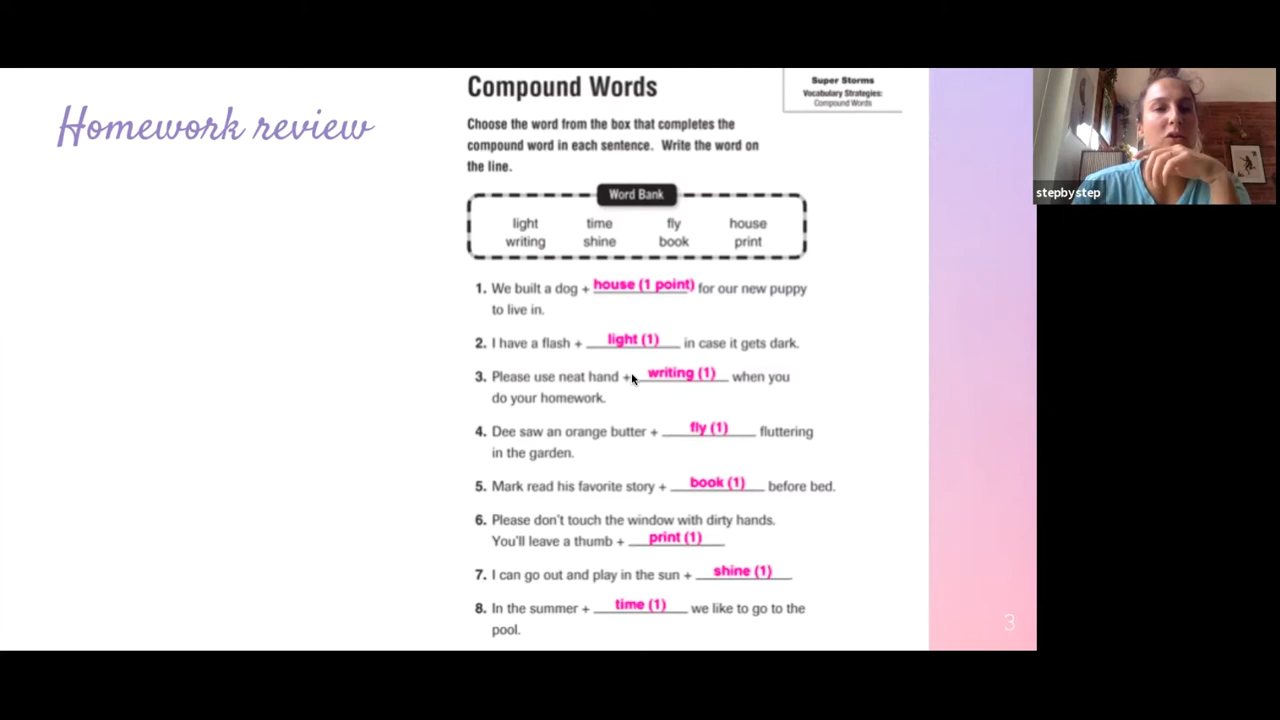 Homework review
Compound Words
Super Storms
Vocabulary Strategies:
Compound Words
Choose the word from the box that completes the
compound word in each sentence. Write the word on
the line.
Word Bank
light time fly house
writing shine book print
1. We built a dog + house (1 point) for our new puppy
to live in.
2. I have a flash + light (1) in case it gets dark.
3. Please use neat hand + writing (1) when you
do your homework.
4. Dee saw an orange butter + fly (1) fluttering
in the garden.
5. Mark read his favorite story + book (1) before bed.
6. Please don't touch the window with dirty hands.
You'll leave a thumb + print (1)
7. I can go out and play in the sun + shine (1)
8. In the summer + time (1) we like to go to the
pool.
3
stepbystep